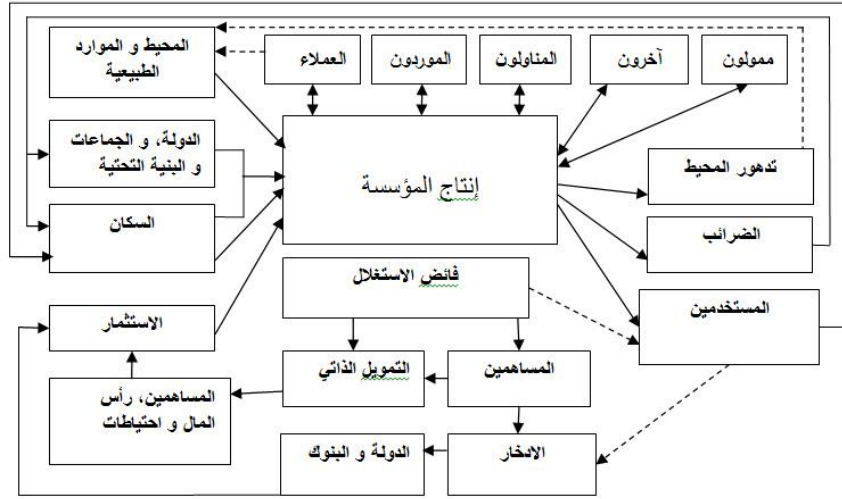 المحيط و الموارد
الطبيعية
العملاء
الموردون
المناولون
آخرون
ممولون
الدولة، و الجماعات
و البنية التحتية
إنتاج المؤسسة
تدهور المحيط
السكان
الضرائب
فائض الاستغلال
المستخدمين
الاستثمار
التمويل الذاتي
المساهمين
المساهمين، رأس
المال و احتياطات
الدولة و البنوك
الادخار